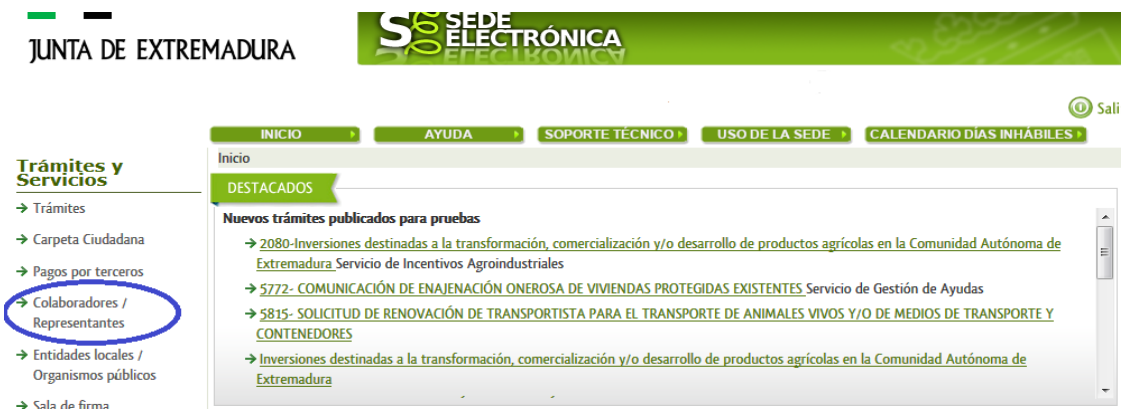 JUNTA DE EXTREMADURA
SEDE
ELECTRÓNICA
Sali
INICIO
AYUDA
SOPORTE TÉCNICO
USO DE LA SEDE
CALENDARIO DÍAS INHÁBILES
Trámites y
Servicios
Trámites
Carpeta Ciudadana
Pagos por terceros
Colaboradores /
Representantes
Entidades locales /
Organismos públicos
Sala de firma
Inicio
DESTACADOS
Nuevos trámites publicados para pruebas
2080-Inversiones destinadas a la transformación, comercialización y/o desarrollo de productos agrícolas en la Comunidad Autónoma de
Extremadura Servicio de Incentivos Agroindustriales
5772- COMUNICACIÓN DE ENAJENACIÓN ONEROSA DE VIVIENDAS PROTEGIDAS EXISTENTES Servicio de Gestión de Ayudas
5815- SOLICITUD DE RENOVACIÓN DE TRANSPORTISTA PARA EL TRANSPORTE DE ANIMALES VIVOS Y/O DE MEDIOS DE TRANSPORTE Y
CONTENEDORES
Inversiones destinadas a la transformación, comercialización y/o desarrollo de productos agrícolas en la Comunidad Autónoma de
Extremadura